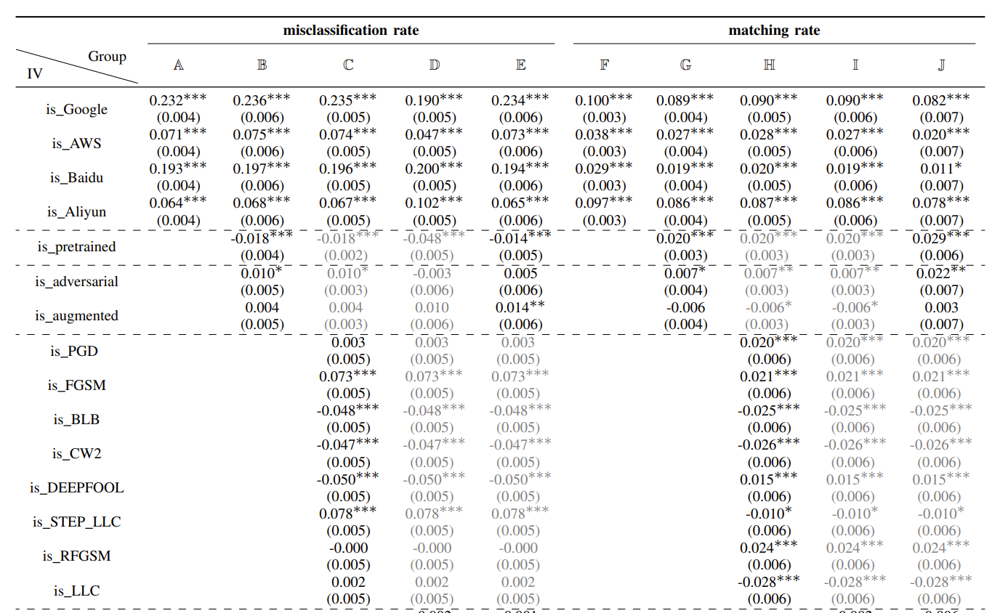 misclassification rate matching rate
Group
IV
𝔸 𝔹 ℂ 𝔻 𝔼 𝔽 𝔾 ℍ 𝕀 𝕁
is_Google 0.232*** 0.236*** 0.235*** 0.190*** 0.234*** 0.100*** 0.089*** 0.090*** 0.090*** 0.082***
(0.004) (0.006) (0.005) (0.005) (0.006) (0.003) (0.004) (0.005) (0.006) (0.007)
is_AWS 0.071*** 0.075*** 0.074*** 0.047*** 0.073*** 0.038*** 0.027*** 0.028*** 0.027*** 0.020***
(0.004) (0.006) (0.005) (0.005) (0.006) (0.003) (0.004) (0.005) (0.006) (0.007)
is_Baidu 0.193*** 0.197*** 0.196*** 0.200*** 0.194*** 0.029*** 0.019*** 0.020*** 0.019*** 0.011*
(0.004) (0.006) (0.005) (0.005) (0.006) (0.003) (0.004) (0.005) (0.006) (0.007)
is_Aliyun 0.064*** 0.068*** 0.067*** 0.102*** 0.065*** 0.097*** 0.086*** 0.087*** 0.086*** 0.078***
(0.004) (0.006) (0.005) (0.005) (0.006) (0.003) (0.004) (0.005) (0.006) (0.007)
is_pretrained -0.018*** -0.018*** -0.048*** -0.014*** 0.020*** 0.020*** 0.020*** 0.029***
(0.004) (0.002) (0.005) (0.005) (0.003) (0.003) (0.003) (0.006)
is_adversarial 0.010* 0.010* -0.003 0.005 0.007* 0.007** 0.007** 0.022**
(0.005) (0.003) (0.006) (0.006) (0.004) (0.003) (0.003) (0.007)
is_augmented 0.004 0.004 0.010 0.014** -0.006 -0.006* -0.006* 0.003
(0.005) (0.003) (0.006) (0.006) (0.004) (0.003) (0.003) (0.007)
is_PGD 0.003 0.003 0.003 0.020*** 0.020*** 0.020***
(0.005) (0.005) (0.005) (0.006) (0.006) (0.006)
is_FGSM 0.073*** 0.073*** 0.073*** 0.021*** 0.021*** 0.021***
(0.005) (0.005) (0.005) (0.006) (0.006) (0.006)
is_BLB -0.048*** -0.048*** -0.048*** -0.025*** -0.025*** -0.025***
(0.005) (0.005) (0.005) (0.006) (0.006) (0.006)
is_CW2 -0.047*** -0.047*** -0.047*** -0.026*** -0.026*** -0.026***
(0.005) (0.005) (0.005) (0.006) (0.006) (0.006)
is_DEEPFOOL -0.050*** -0.050*** -0.050*** 0.015*** 0.015*** 0.015***
(0.005) (0.005) (0.005) (0.006) (0.006) (0.006)
is_STEP_LLC 0.078*** 0.078*** 0.078*** -0.010* -0.010* -0.010*
(0.005) (0.005) (0.005) (0.006) (0.006) (0.006)
is_RFGSM -0.000 -0.000 -0.000 0.024*** 0.024*** 0.024***
(0.005) (0.005) (0.005) (0.006) (0.006) (0.006)
is_LLC 0.002 0.002 0.002 -0.028*** -0.028*** -0.028***
(0.005) (0.005) (0.005) (0.006) (0.006) (0.006)